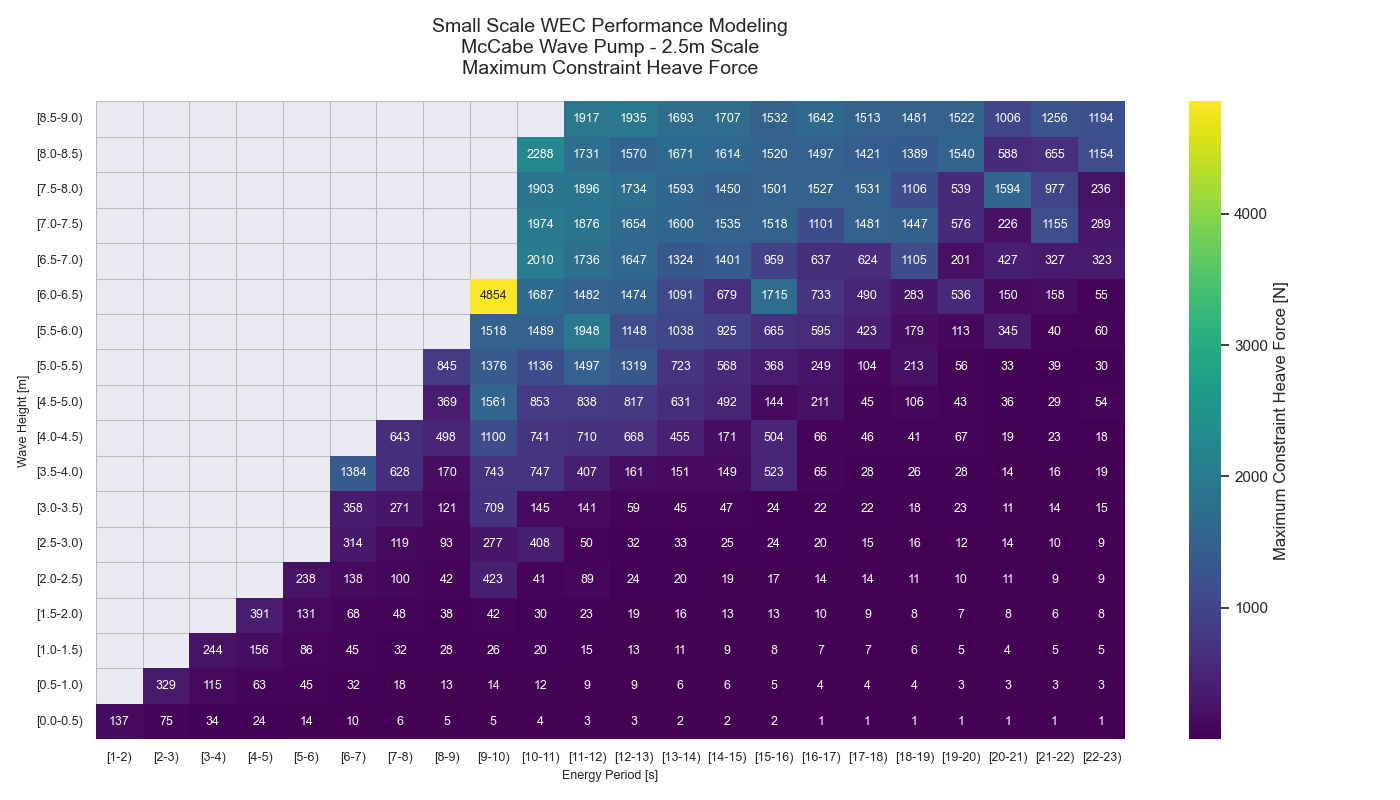 Small Scale WEC Performance Modeling
McCabe Wave Pump - 2.5m Scale
Maximum Constraint Heave Force
[8.5-9.0) 1917 1935 1693 1707 1532 1642 1513 1481 1522 1006 1256 1194
[8.0-8.5) 2288 1731 1570 1671 1614 1520 1497 1421 1389 1540 588 655 1154
[7.5-8.0) 1903 1896 1734 1593 1450 1501 1527 1531 1106 539 1594 977 236
[7.0-7.5) 1974 1876 1654 1600 1535 1518 1101 1481 1447 576 226 1155 289
[6.5-7.0) 2010 1736 1647 1324 1401 959 637 624 1105 201 427 327 323
[6.0-6.5) 4854 1687 1482 1474 1091 679 1715 733 490 283 536 150 158 55
[5.5-6.0) 1518 1489 1948 1148 1038 925 665 595 423 179 113 345 40 60
[5.0-5.5) 845 1376 1136 1497 1319 723 568 368 249 104 213 56 33 39 30
[4.5-5.0) 369 1561 853 838 817 631 492 144 211 45 106 43 36 29 54
[4.0-4.5) 643 498 1100 741 710 668 455 171 504 66 46 41 67 19 23 18
[3.5-4.0) 1384 628 170 743 747 407 161 151 149 523 65 28 26 28 14 16 19
[3.0-3.5) 358 271 121 709 145 141 59 45 47 24 22 22 18 23 11 14 15
[2.5-3.0) 314 119 93 277 408 50 32 33 25 24 20 15 16 12 14 10 9
[2.0-2.5) 238 138 100 42 423 41 89 24 20 19 17 14 14 11 10 11 9 9
[1.5-2.0) 391 131 68 48 38 42 30 23 19 16 13 13 10 9 8 7 8 6 8
[1.0-1.5) 244 156 86 45 32 28 26 20 15 13 11 9 8 7 7 6 5 4 5 5
[0.5-1.0) 329 115 63 45 32 18 13 14 12 9 9 6 6 5 4 4 4 3 3 3 3
[0.0-0.5) 137 75 34 24 14 10 6 5 5 4 3 3 2 2 2 1 1 1 1 1 1 1
[1-2) [2-3) [3-4) [4-5) [5-6) [6-7) [7-8) [8-9) [9-10) [10-11) [11-12) [12-13) [13-14) [14-15) [15-16) [16-17) [17-18) [18-19) [19-20) [20-21) [21-22) [22-23)
Energy Period [s]
Wave Height [m]
4000
3000
2000
1000
Maximum Constraint Heave Force [N]